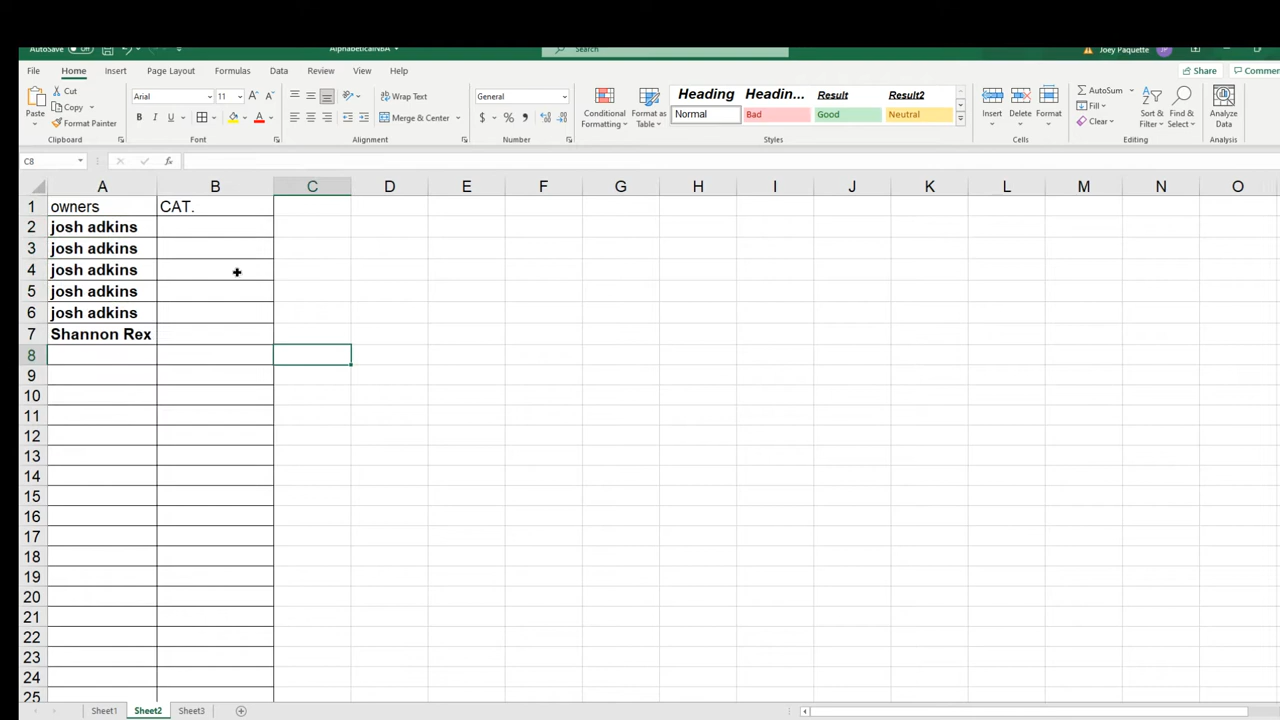 AutoSave Off AlphabeticalNBA Search Joey Paquette JP
File Home Insert Page Layout Formulas Data Review View Help Share Commen
Paste Cut Copy Format Painter
Arial 11 A A
B I U A
Wrap Text
Merge & Center
General
$ % ,
Conditional Formatting Format as Table
Heading Headin... Result Result2
Normal Bad Good Neutral
Insert Delete Format
AutoSum Fill Clear
Sort & Filter Find & Select Analyze Data
Clipboard Font Alignment Number Styles Cells Editing Analysis
C8 fx
A B C D E F G H I J K L M N O
1 owners CAT.
2 josh adkins
3 josh adkins
4 josh adkins
5 josh adkins
6 josh adkins
7 Shannon Rex
8
9
10
11
12
13
14
15
16
17
18
19
20
21
22
23
24
25
Sheet1 Sheet2 Sheet3